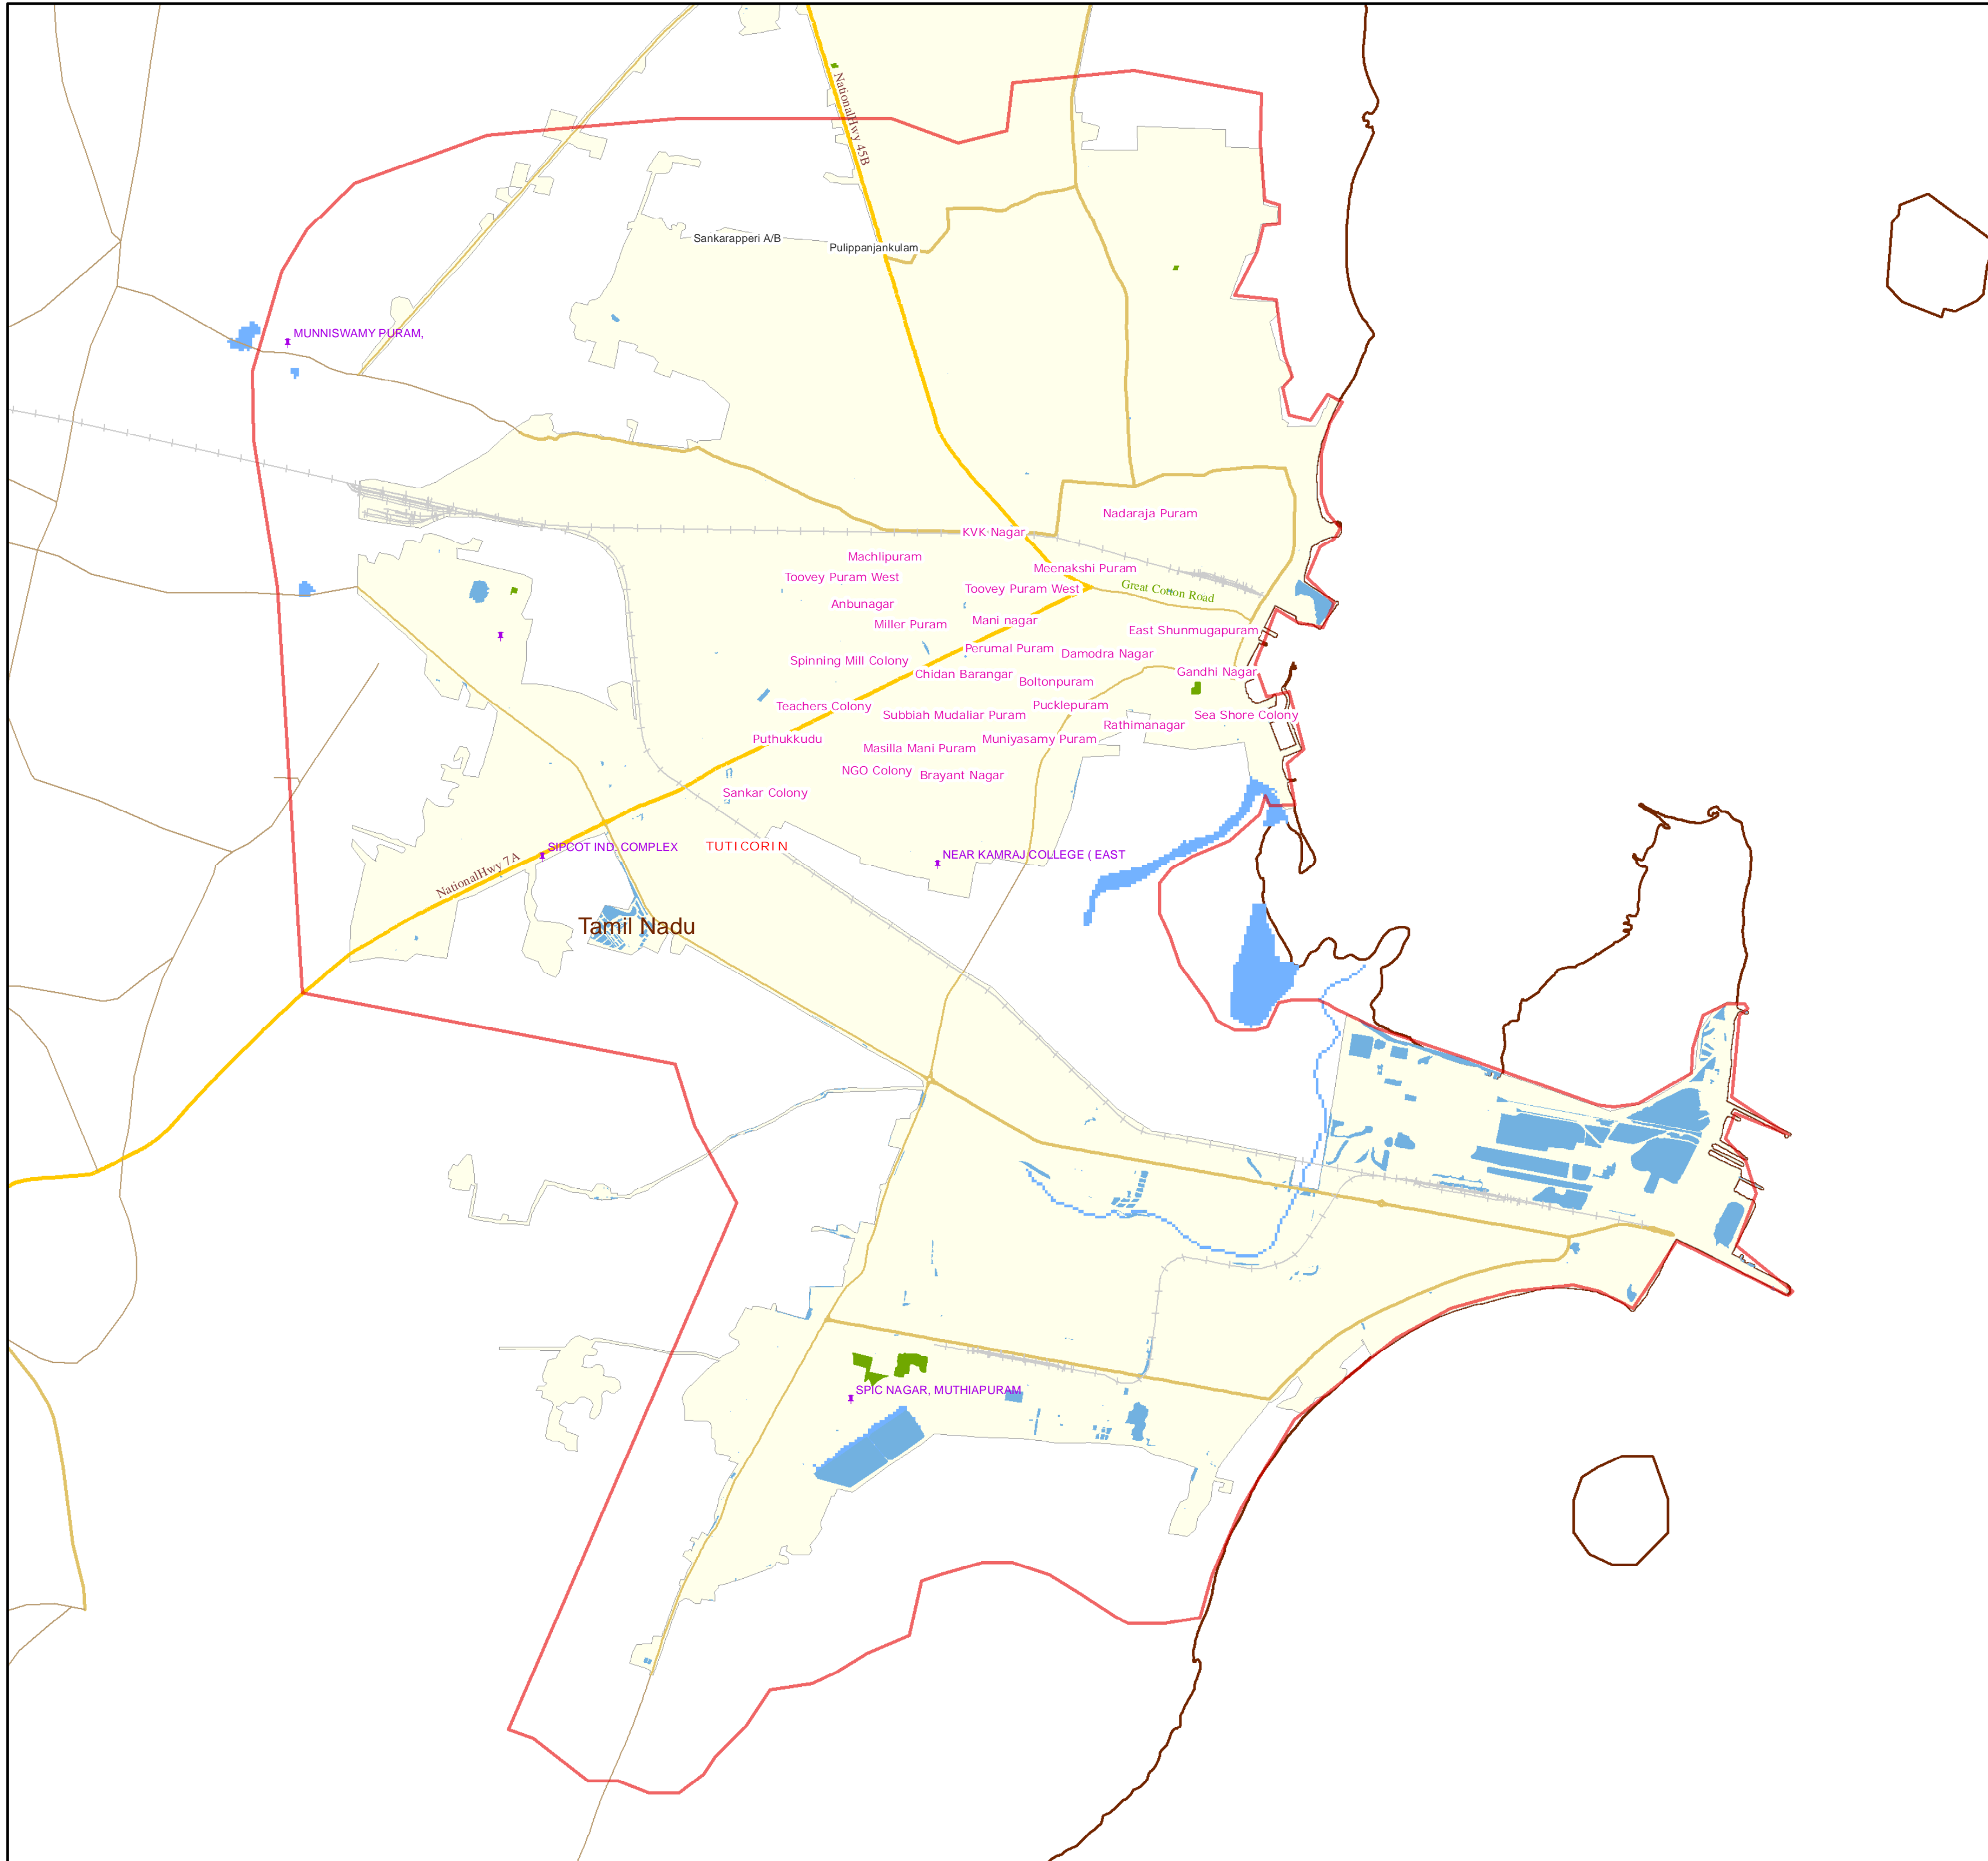 NationalHwy 45B
Sankarapperi A/B
Pulippanjankulam
MUNNISWAMY PURAM,
Nadaraja Puram
KVK Nagar
Machlipuram
Meenakshi Puram
Toovey Puram West
Toovey Puram West
Great Cotton Road
Anbunagar
Mani nagar
Miller Puram
East Shunmugapuram
Perumal Puram
Damodra Nagar
Spinning Mill Colony
Chidan Barangar
Gandhi Nagar
Boltonpuram
Teachers Colony
Pucklepuram
Subbiah Mudaliar Puram
Sea Shore Colony
Rathimanagar
Puthukkudu
Muniyasamy Puram
Masilla Mani Puram
NGO Colony
Brayant Nagar
Sankar Colony
SIPCOT IND. COMPLEX
TUTICORIN
NEAR KAMRAJ COLLEGE ( EAST
NationalHwy 7A
Tamil Nadu
SPIC NAGAR, MUTHIAPURAM